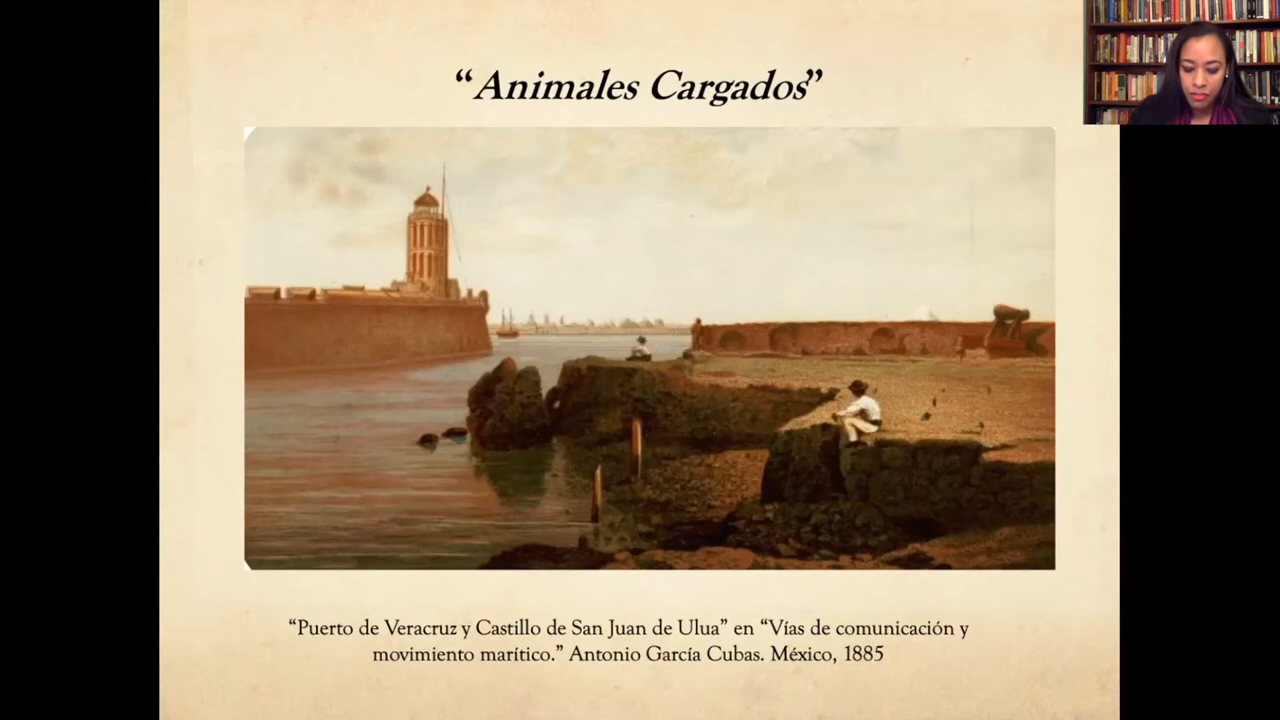 “Animales Cargados”
“Puerto de Veracruz y Castillo de San Juan de Ulua” en “Vías de comunicación y
movimiento marítico.” Antonio García Cubas. México, 1885